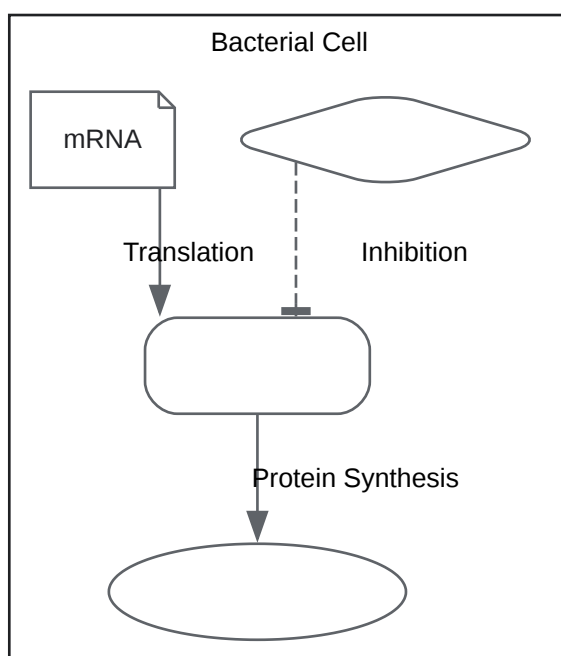 Bacterial Cell
mRNA
Translation
Inhibition
Protein Synthesis